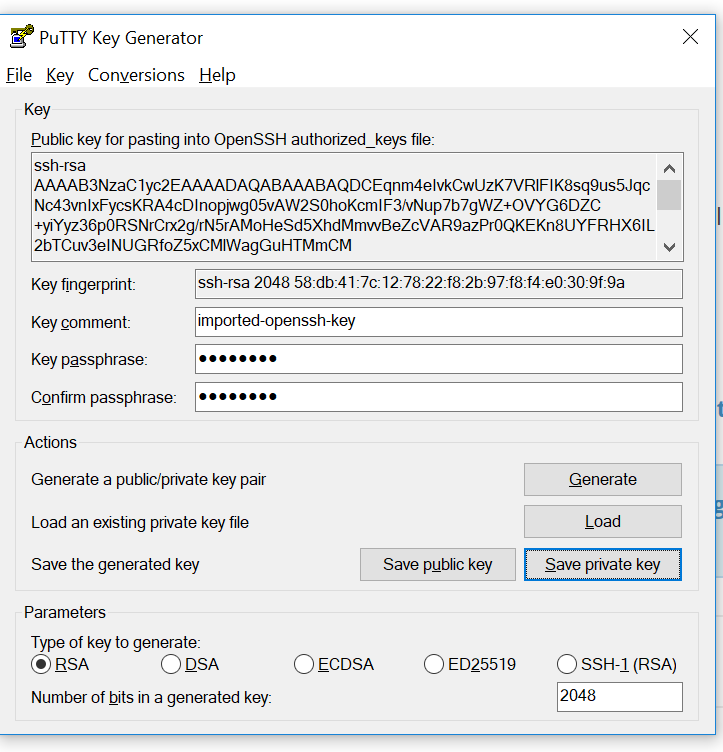 PuTTY Key Generator
File Key Conversions Help
Key
Public key for pasting into OpenSSH authorized_keys file:
ssh-rsa
AAAAB3NzaC1yc2EAAAADAQABAAABAQDCEqnm4eIvkCwUzK7VRlFIK8sq9us5Jqc
Nc43vnIxFycsKRA4cDInopjwg05vAW2S0hoKcmIF3/vNup7b7gWZ+OVYG6DZC
+yiYyz36p0RSNrCrx2g/rN5rAMoHeSd5XhdMmvvBeZcVAR9azPr0QKEKn8UYFRHX6IL
2bTCuv3eINUGRfoZ5xCMlWagGuHTMmCM
Key fingerprint:
ssh-rsa 2048 58:db:41:7c:12:78:22:f8:2b:97:f8:f4:e0:30:9f:9a
Key comment:
imported-openssh-key
Key passphrase:
●●●●●●●●
Confirm passphrase:
●●●●●●●●
Actions
Generate a public/private key pair
Generate
Load an existing private key file
Load
Save the generated key
Save public key
Save private key
Parameters
Type of key to generate:
RSA DSA ECDSA ED25519 SSH-1 (RSA)
Number of bits in a generated key:
2048